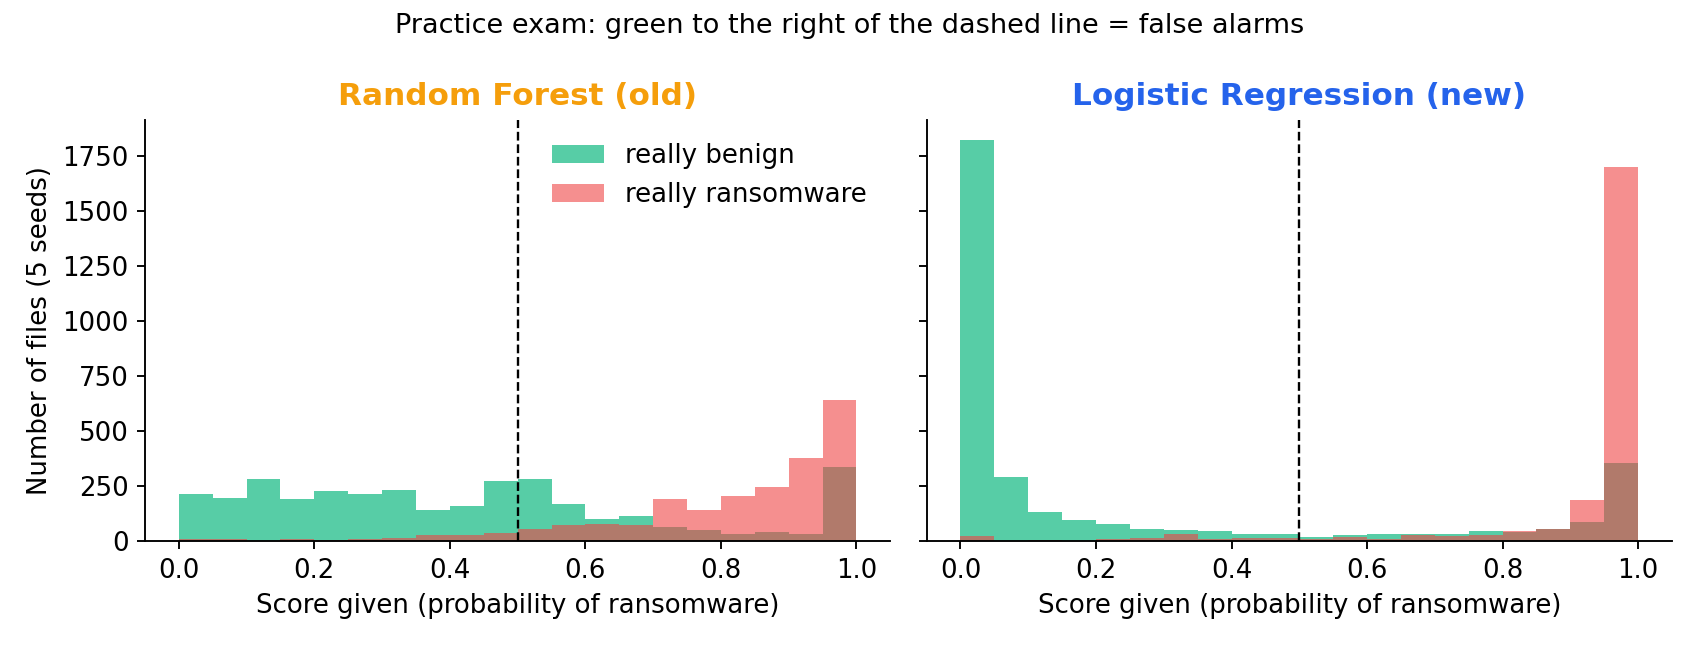 Practice exam: green to the right of the dashed line = false alarms
Random Forest (old)
Logistic Regression (new)
really benign
really ransomware
Number of files (5 seeds)
1750
1500
1250
1000
750
500
250
0
0.0 0.2 0.4 0.6 0.8 1.0
0.0 0.2 0.4 0.6 0.8 1.0
Score given (probability of ransomware)
Score given (probability of ransomware)